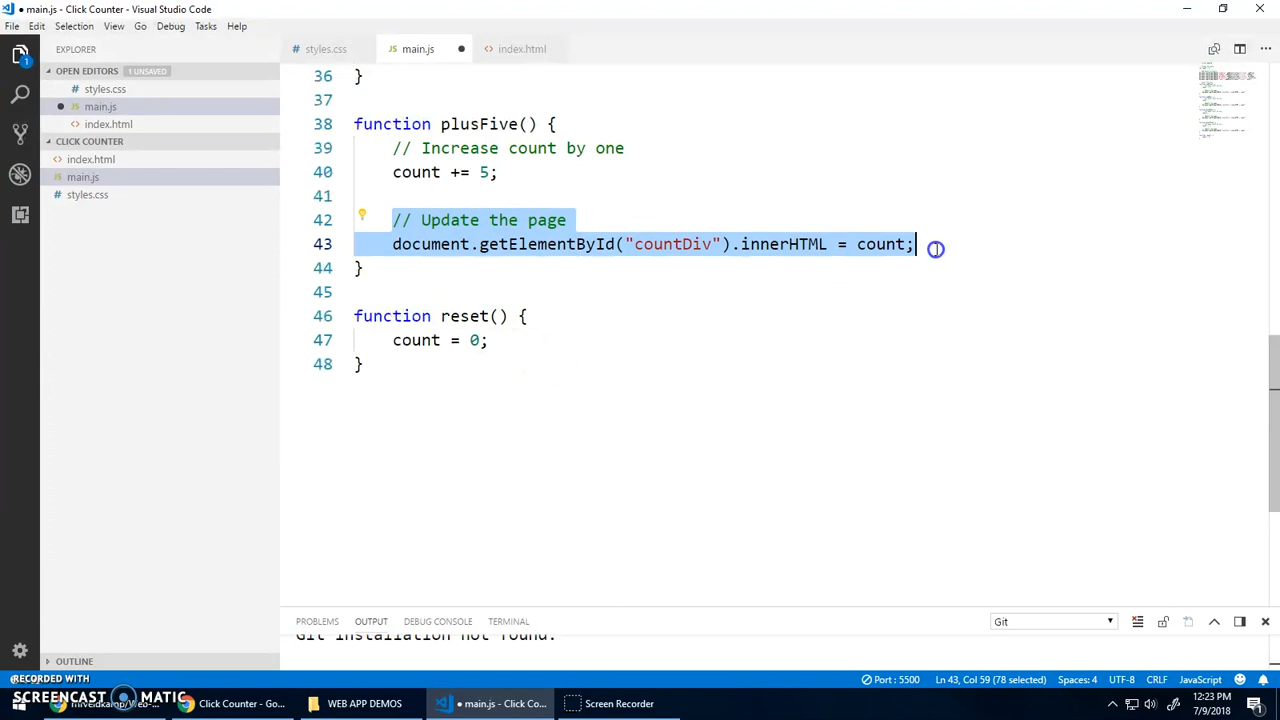 main.js - Click Counter - Visual Studio Code
File Edit Selection View Go Debug Tasks Help
EXPLORER
OPEN EDITORS 1 UNSAVED
# styles.css
JS main.js
<> index.html
CLICK COUNTER
<> index.html
JS main.js
# styles.css
OUTLINE
# styles.css
JS main.js
<> index.html
36 }
37
38 function plusFive() {
39 // Increase count by one
40 count += 5;
41
42 // Update the page
43 document.getElementById("countDiv").innerHTML = count;
44 }
45
46 function reset() {
47 count = 0;
48 }
PROBLEMS OUTPUT DEBUG CONSOLE TERMINAL
Git
Git installation not found.
Port: 5500 Ln 43, Col 59 (78 selected) Spaces: 4 UTF-8 CRLF JavaScript
RECORDED WITH
SCREENCAST MATIC
Click Counter - Go...
WEB APP DEMOS
main.js - Click Co...
Screen Recorder
12:23 PM
7/9/2018